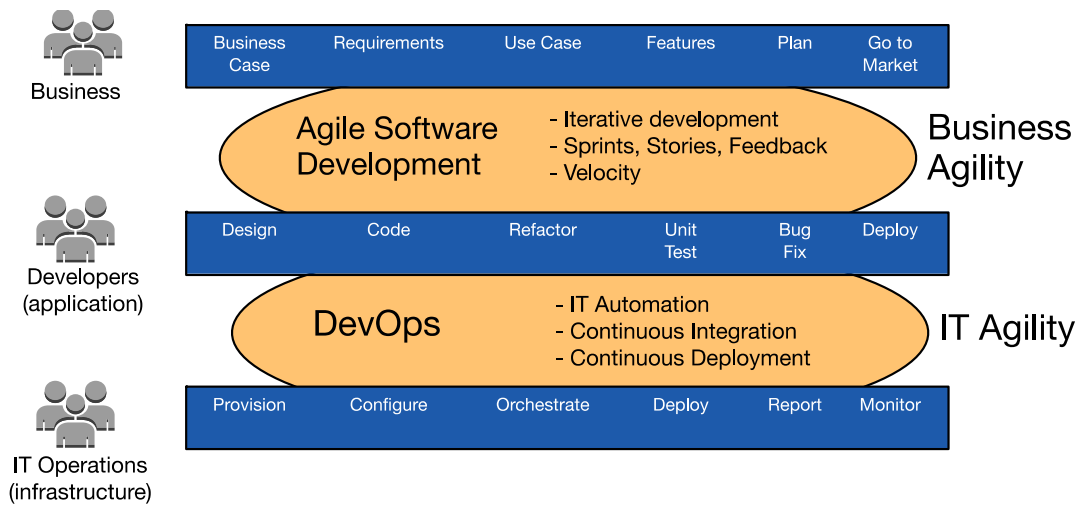 Business
Business Case
Requirements
Use Case
Features
Plan
Go to Market
Agile Software
Development
- Iterative development
- Sprints, Stories, Feedback
- Velocity
Business
Agility
Developers
(application)
Design
Code
Refactor
Unit Test
Bug Fix
Deploy
DevOps
- IT Automation
- Continuous Integration
- Continuous Deployment
IT Agility
IT Operations
(infrastructure)
Provision
Configure
Orchestrate
Deploy
Report
Monitor